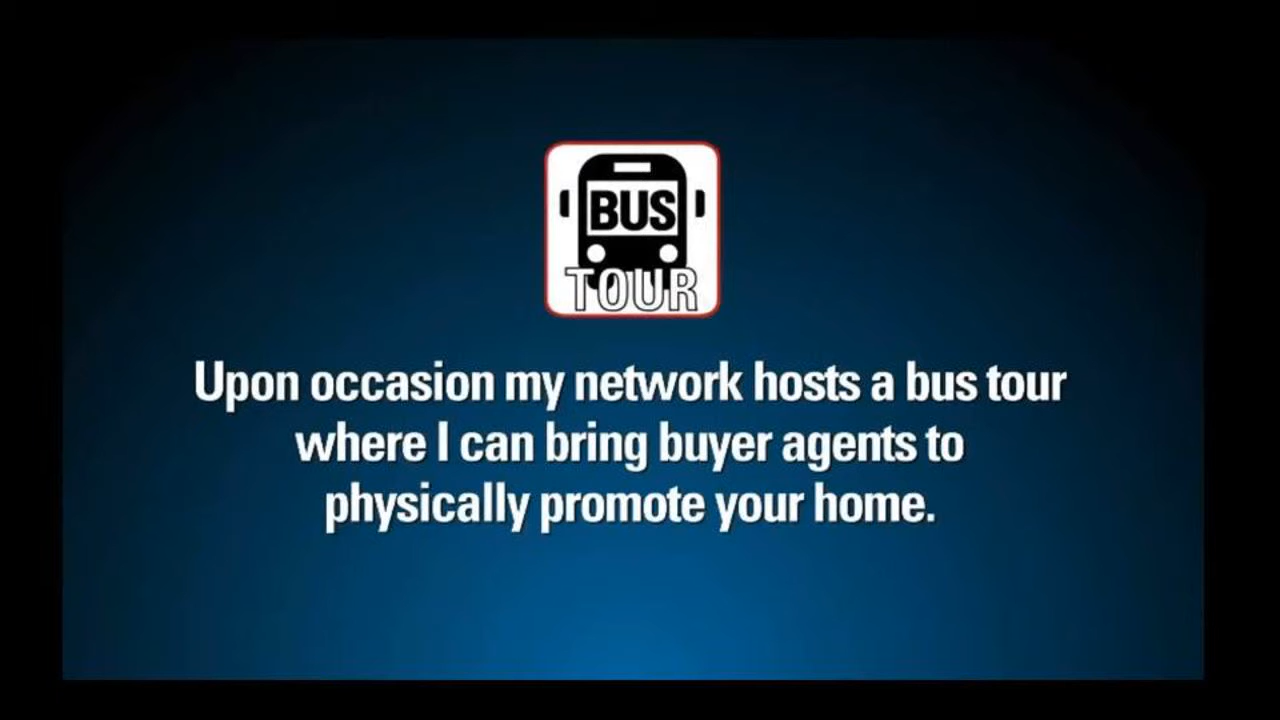 BUS
TOUR
Upon occasion my network hosts a bus tour
where I can bring buyer agents to
physically promote your home.